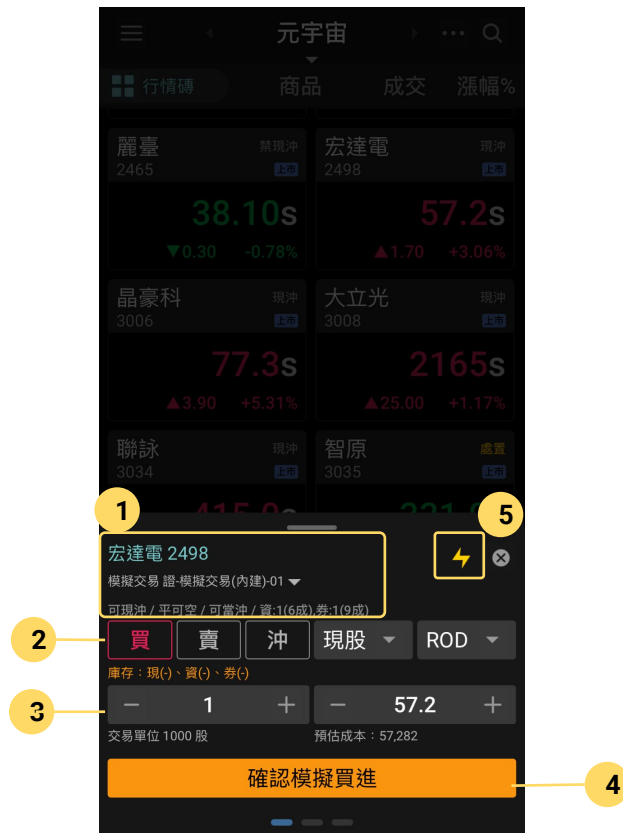 元宇宙
行情磚 商品 成交 漲幅%
麗臺 禁現沖 宏達電 現沖
2465 上市 2498 上市
38.10s 57.2s
▼0.30 -0.78% ▲1.70 +3.06%
晶豪科 現沖 大立光 現沖
3006 上市 3008 上市
77.3s 2165s
▲3.90 +5.31% ▲25.00 +1.17%
聯詠 現沖 智原 處置
3034 上市 3035 上市
1 5
宏達電 2498
模擬交易 證-模擬交易(內建)-01
可現沖 / 平可空 / 可當沖 / 資:1(6成),券:1(9成)
2 買 賣 沖 現股 ROD
庫存：現(-)、資(-)、券(-)
3 − 1 + − 57.2 +
交易單位 1000 股 預估成本：57,282
確認模擬買進 4